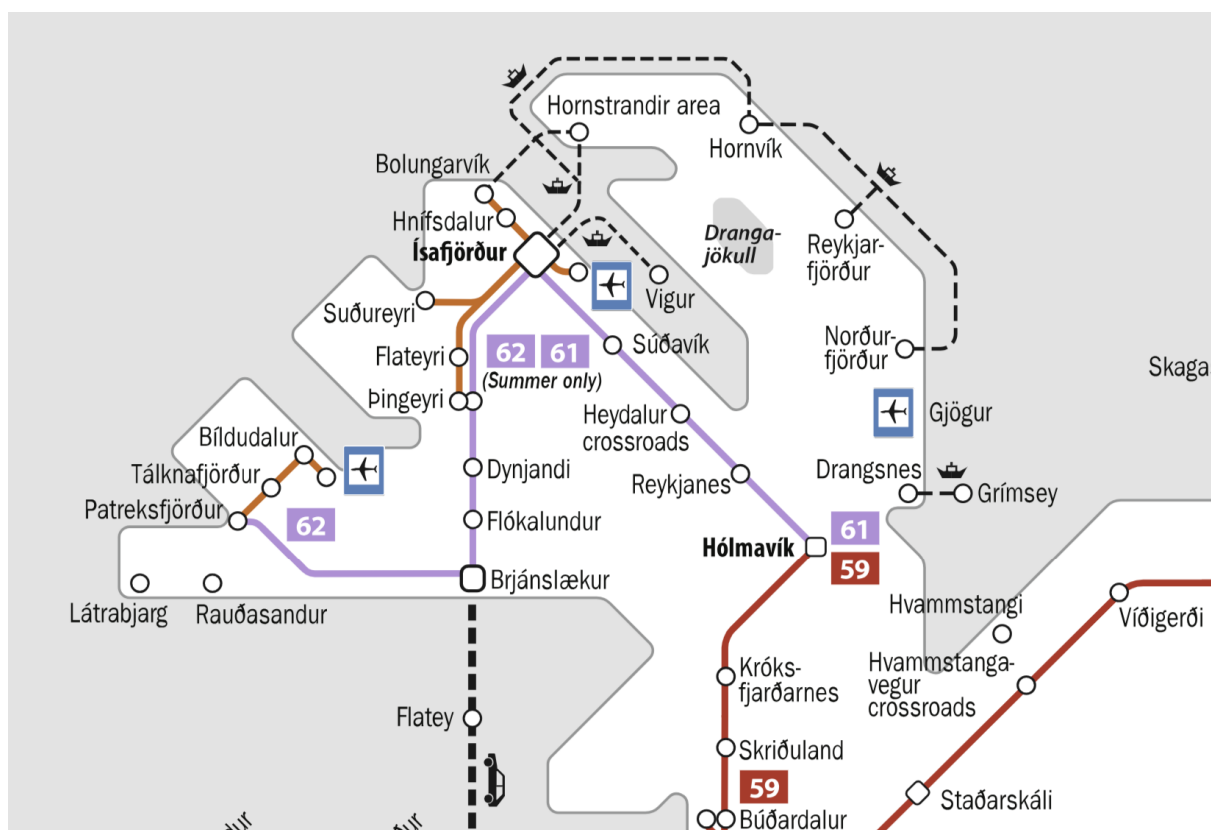 Hornstrandir area
Hornvík
Bolungarvík
Hnífsdalur
Ísafjörður
Dranga-
jökull
Reykjar-
fjörður
Vigur
Suðureyri
Súðavík
Norður-
fjörður
Flateyri
62
61
(Summer only)
Skaga
Þingeyri
Heydalur
crossroads
Gjögur
Bíldudalur
Tálknafjörður
Dynjandi
Reykjanes
Drangsnes
Grímsey
Patreksfjörður
62
Flókalundur
Hólmavík
61
59
Brjánslækur
Látrabjarg
Rauðasandur
Hvammstangi
Víðigerði
Króks-
fjarðarnes
Hvammstanga-
vegur
crossroads
Flatey
Skriðuland
59
Staðarskáli
Búðardalur